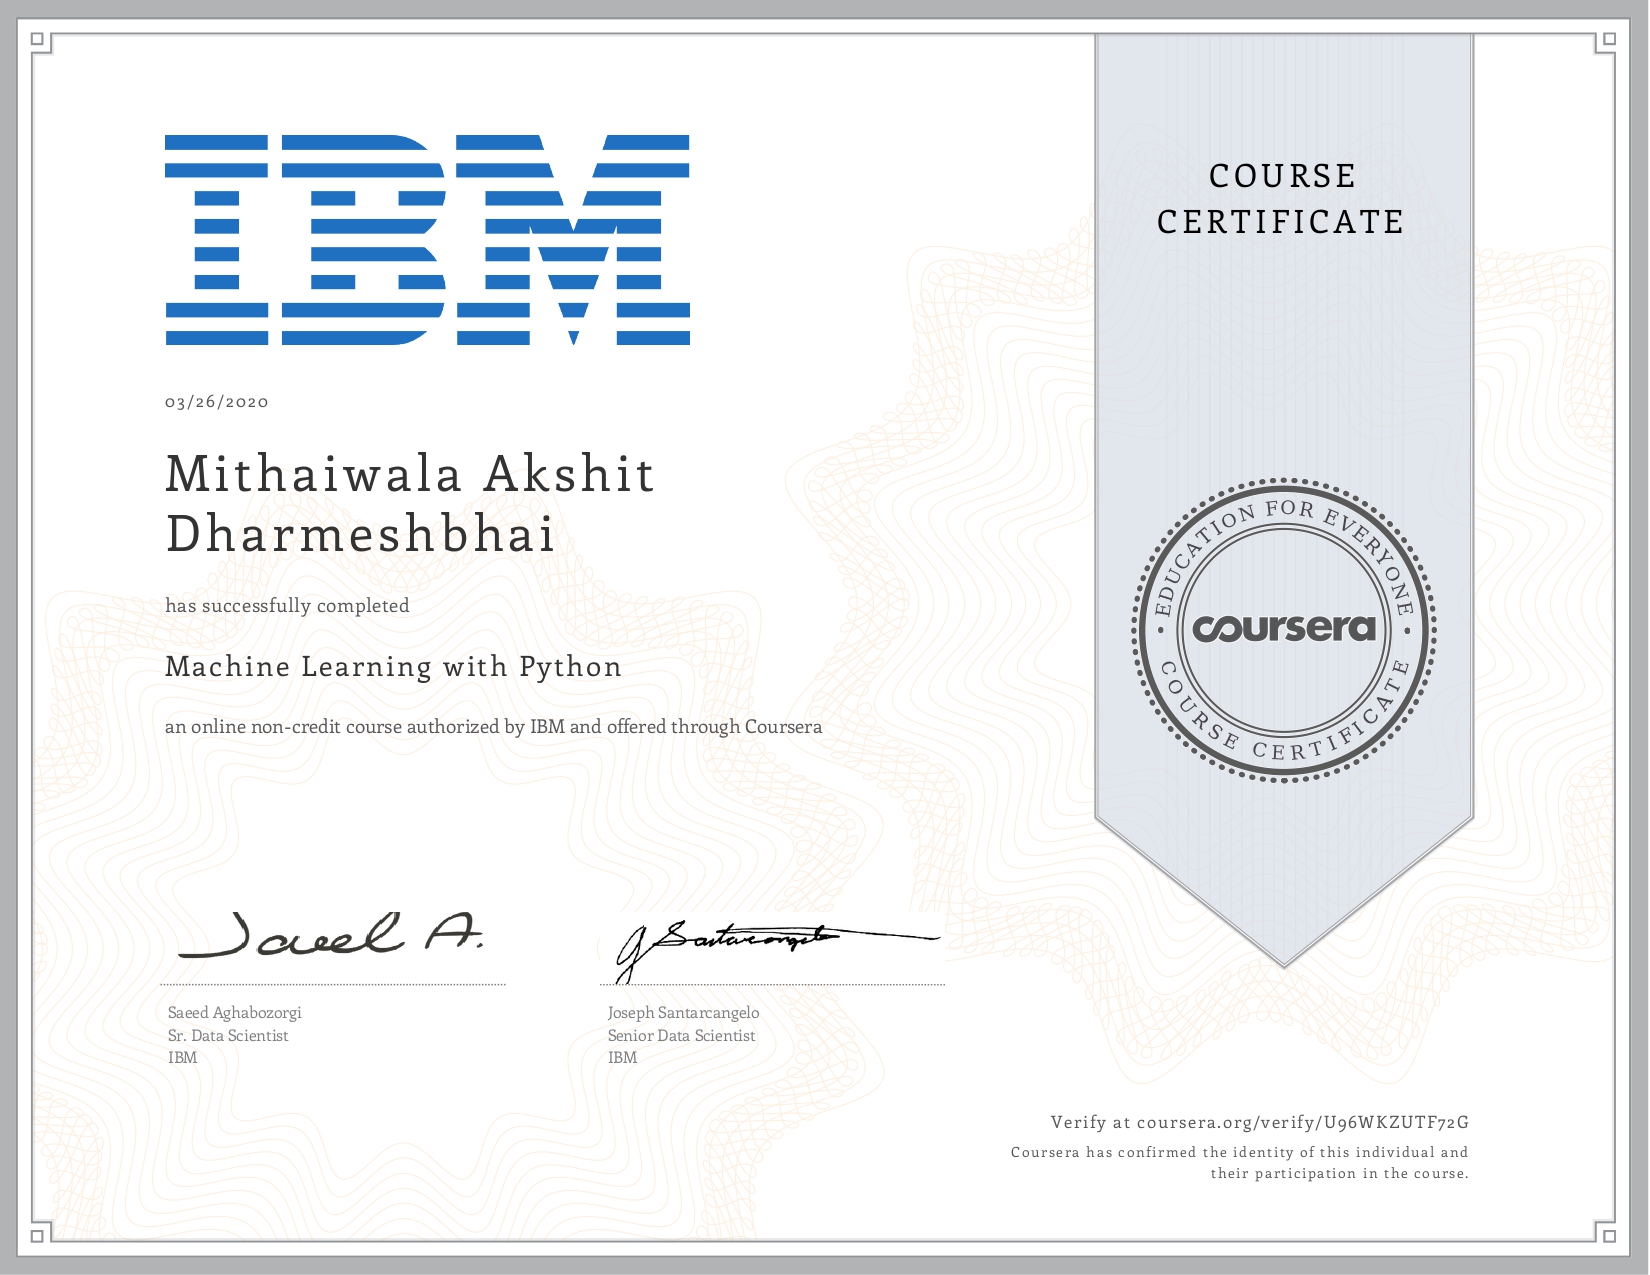 IBM
03/26/2020
Mithaiwala Akshit
Dharmeshbhai
has successfully completed
Machine Learning with Python
an online non-credit course authorized by IBM and offered through Coursera
COURSE
CERTIFICATE
EDUCATION FOR EVERYONE
coursera
COURSE CERTIFICATE
Saeed A.
J. Santarcangelo
Saeed Aghabozorgi
Sr. Data Scientist
IBM
Joseph Santarcangelo
Senior Data Scientist
IBM
Verify at coursera.org/verify/U96WKZUTF72G
Coursera has confirmed the identity of this individual and
their participation in the course.